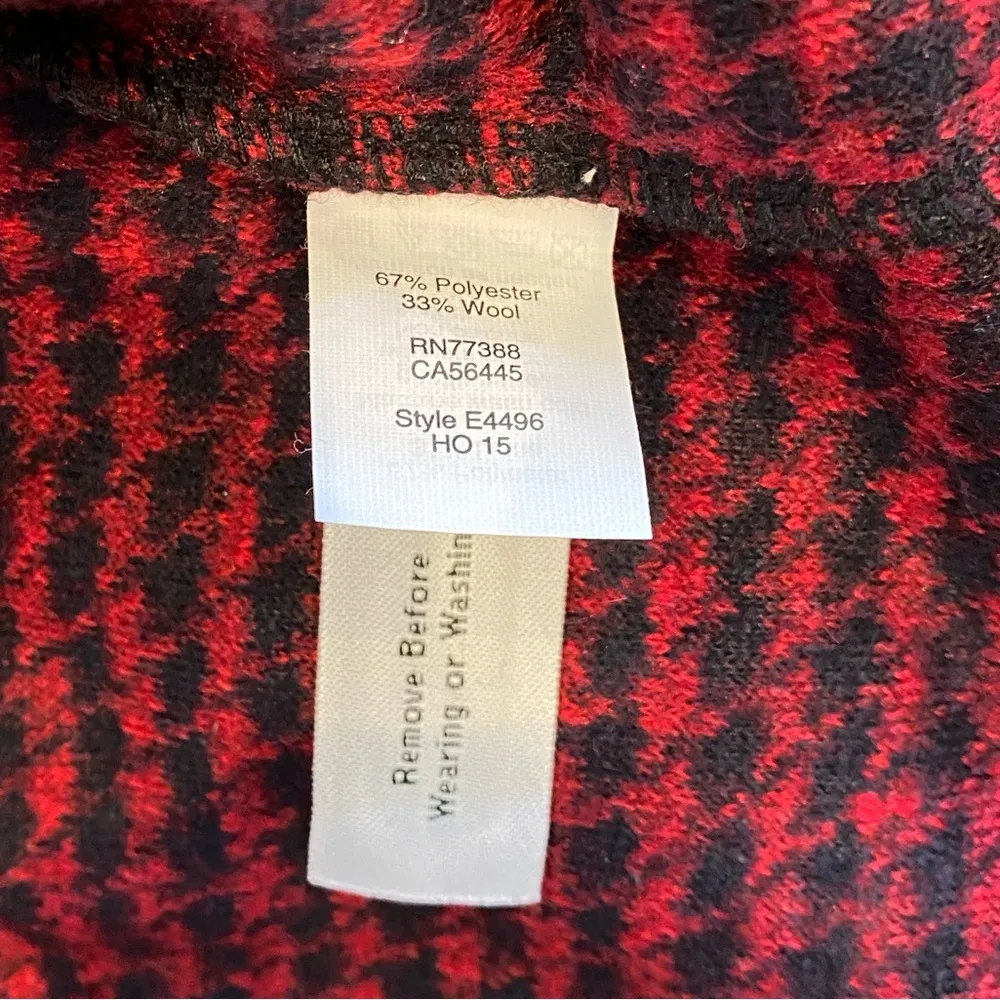 67% Polyester
33% Wool
RN77388
CA56445
Style E4496
HO 15
Remove Before
Wearing or Washin